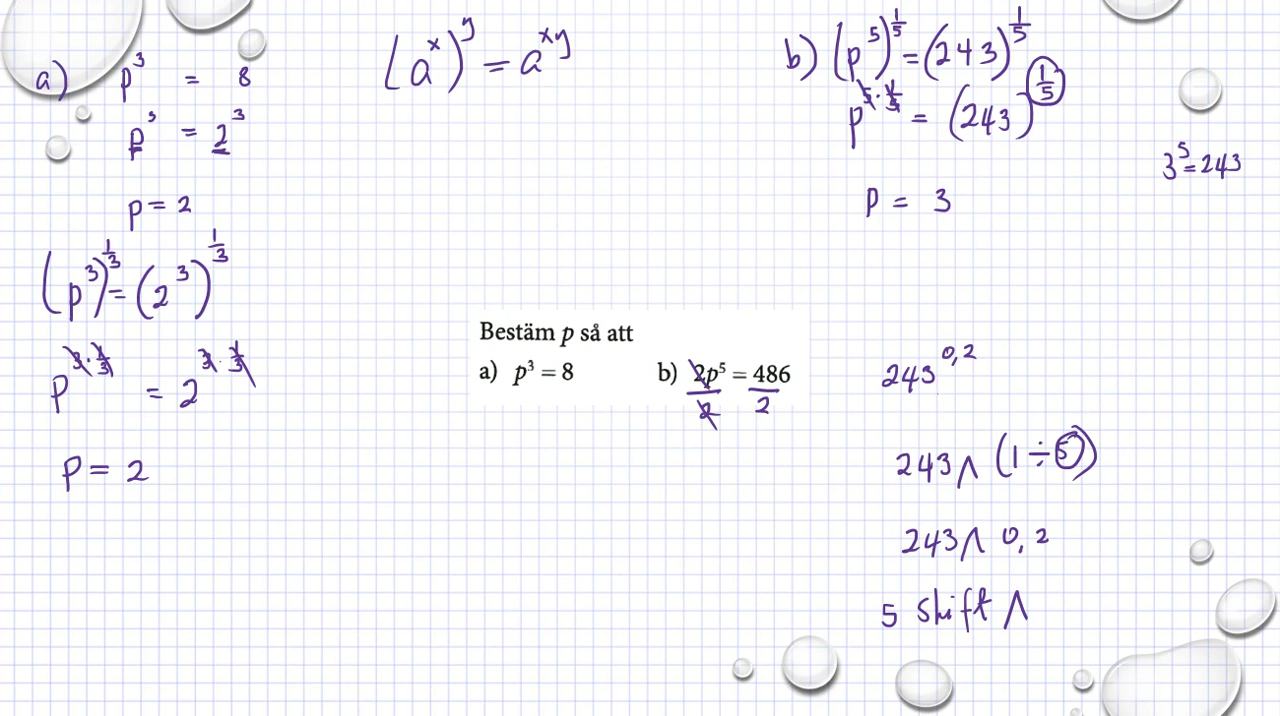 a) p³ = 8
p³ = 2³
p = 2
(p³)^(1/3) = (2³)^(1/3)
p^(3·1/3) = 2^(3·1/3)
p = 2
(a^x)^y = a^(xy)
Bestäm p så att
a) p³ = 8 b) 2p⁵/2 = 486/2
b) (p⁵)^(1/5) = (243)^(1/5)
p^(5·1/5) = (243)^(1/5)
3⁵ = 243
p = 3
243^0,2
243 ∧ (1 ÷ 5)
243 ∧ 0,2
5 shift ∧